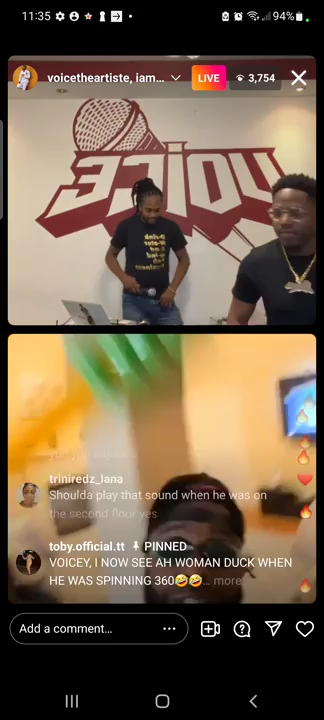 11:35
94%
voicetheartiste, iam...
LIVE
3,754
VOICE
triniredz_lana
Shoulda play that sound when he was on
the second floor yes
toby.official.tt PINNED
VOICEY, I NOW SEE AH WOMAN DUCK WHEN
HE WAS SPINNING 360🤣🤣... more
Add a comment...